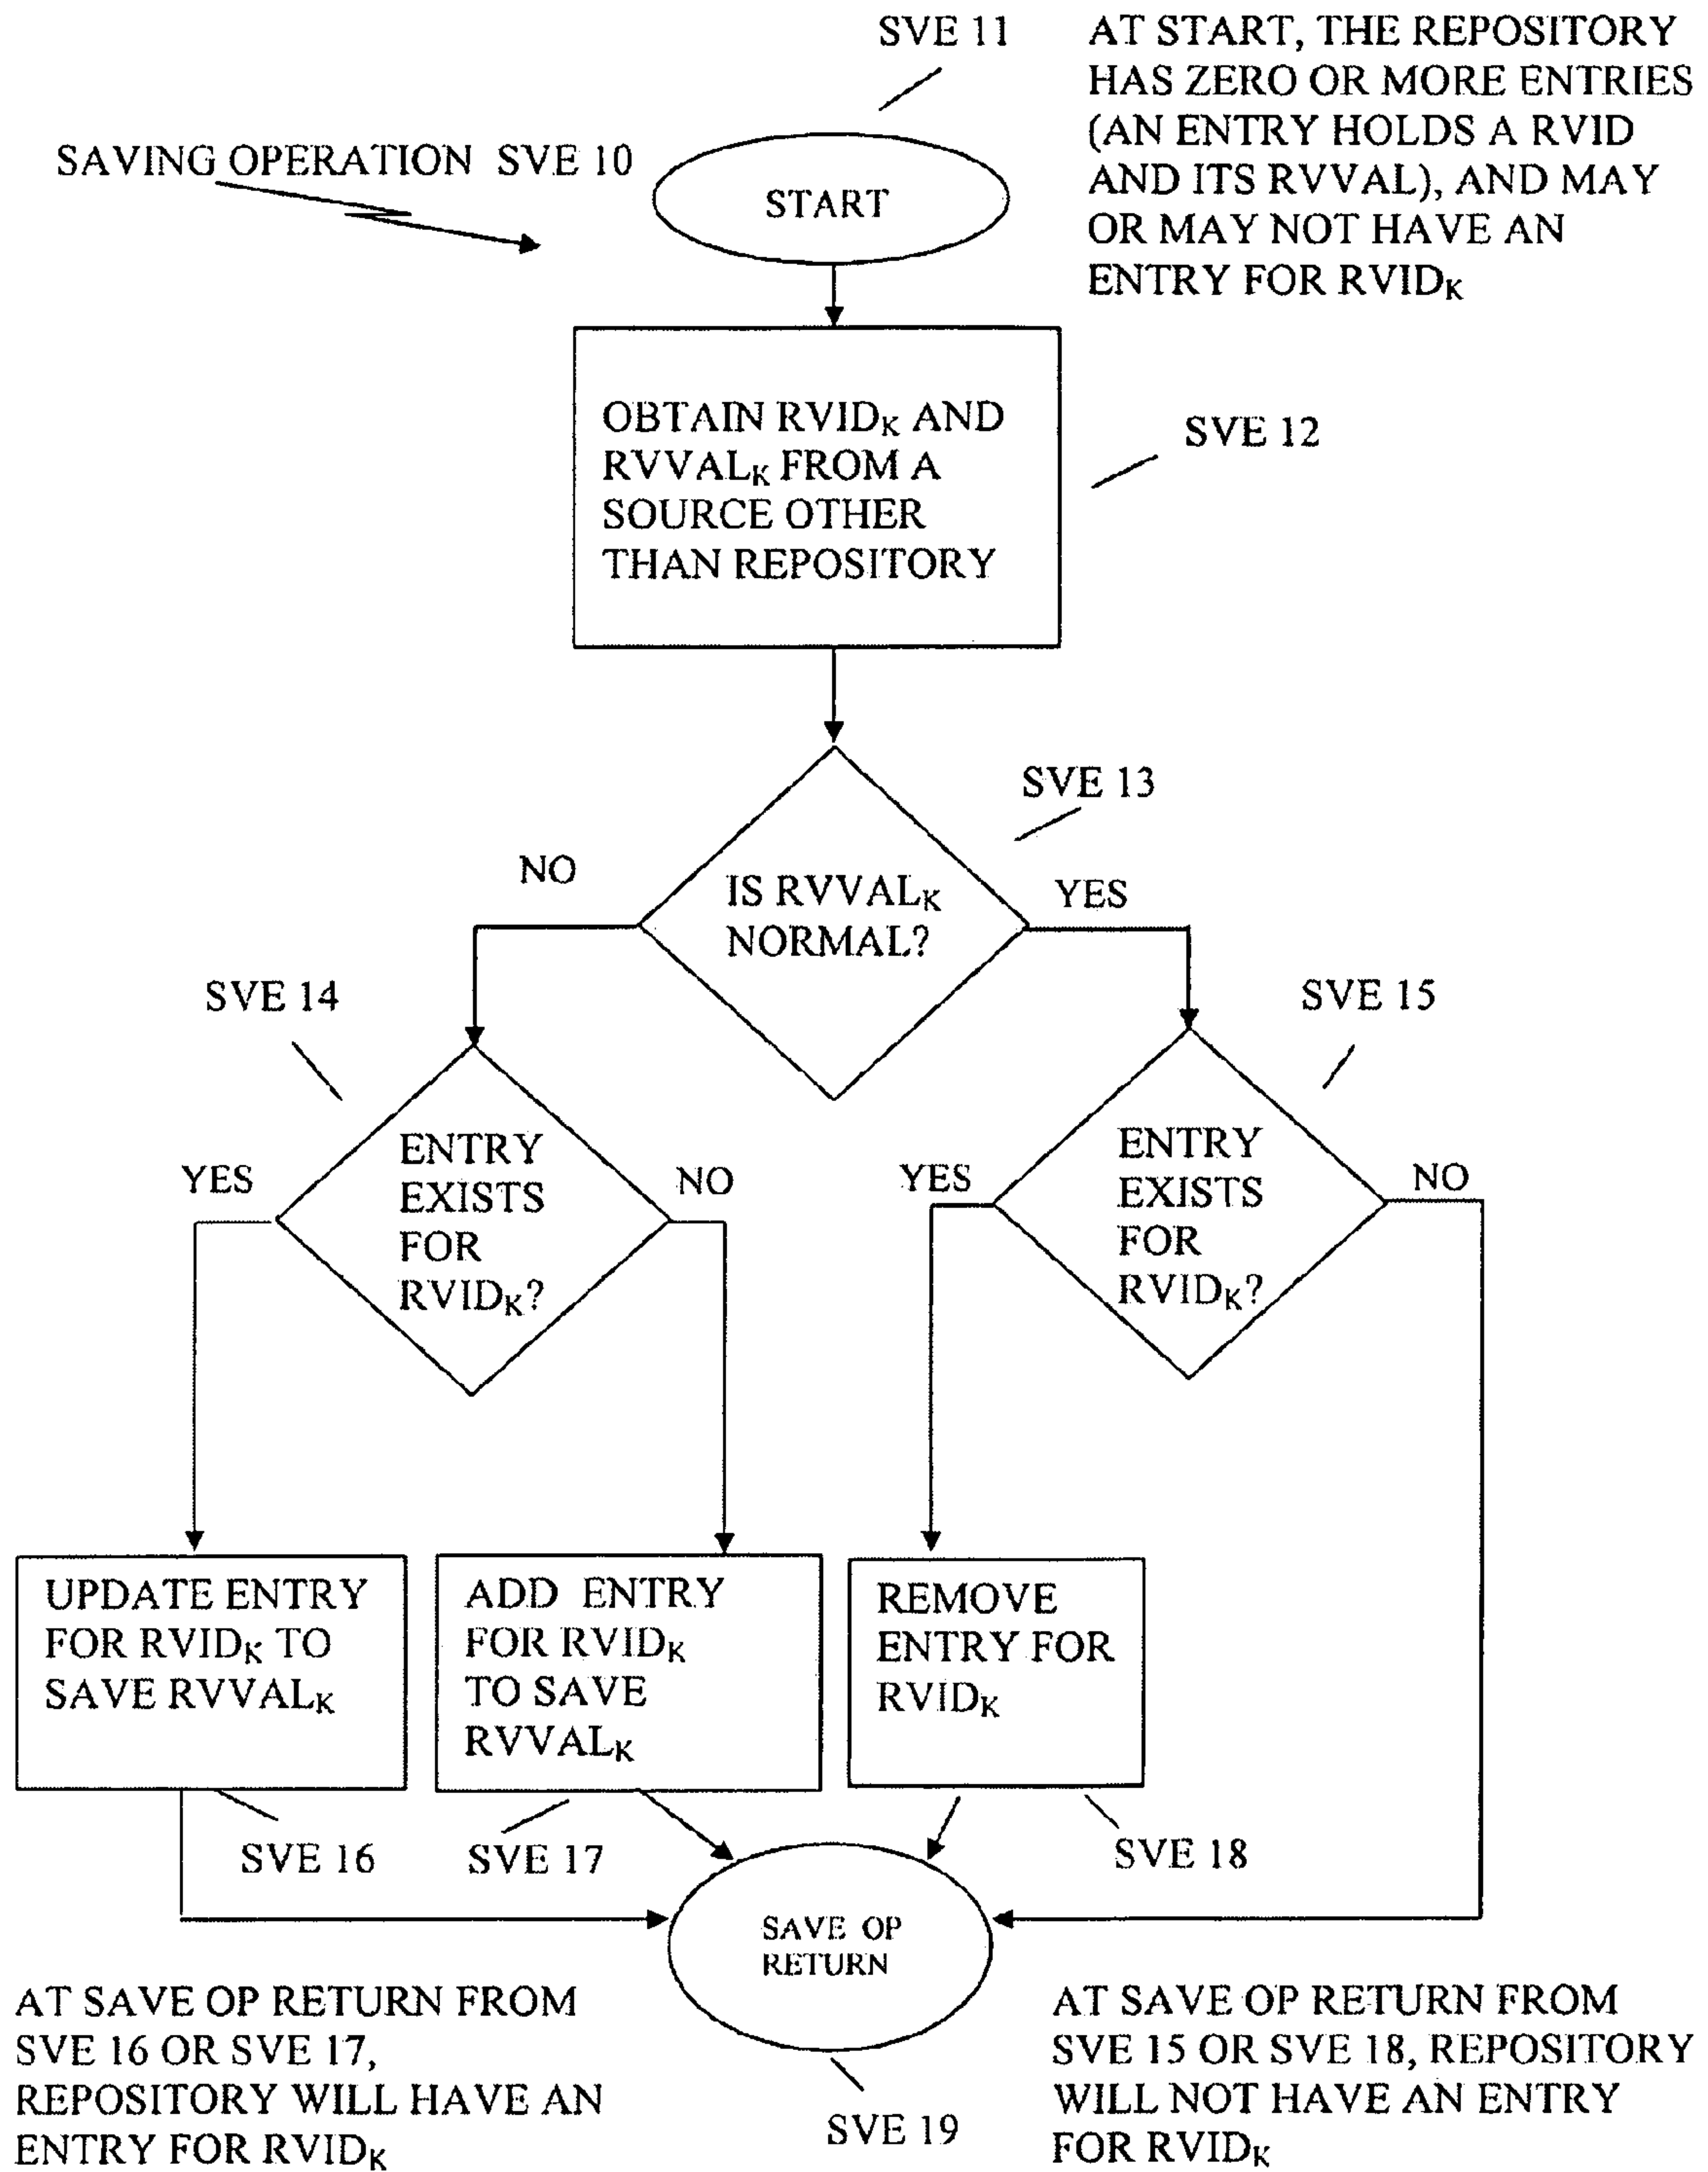 SVE 11
AT START, THE REPOSITORY
HAS ZERO OR MORE ENTRIES
(AN ENTRY HOLDS A RVID
AND ITS RVVAL), AND MAY
OR MAY NOT HAVE AN
ENTRY FOR RVIDK
SAVING OPERATION SVE 10
START
OBTAIN RVIDK AND
RVVALK FROM A
SOURCE OTHER
THAN REPOSITORY
SVE 12
SVE 13
IS RVVALK
NORMAL?
NO
YES
SVE 14
SVE 15
ENTRY
EXISTS
FOR
RVIDK?
YES
NO
ENTRY
EXISTS
FOR
RVIDK?
YES
NO
UPDATE ENTRY
FOR RVIDK TO
SAVE RVVALK
ADD ENTRY
FOR RVIDK
TO SAVE
RVVALK
REMOVE
ENTRY FOR
RVIDK
SVE 16
SVE 17
SVE 18
SAVE OP
RETURN
AT SAVE OP RETURN FROM
SVE 16 OR SVE 17,
REPOSITORY WILL HAVE AN
ENTRY FOR RVIDK
SVE 19
AT SAVE OP RETURN FROM
SVE 15 OR SVE 18, REPOSITORY
WILL NOT HAVE AN ENTRY
FOR RVIDK